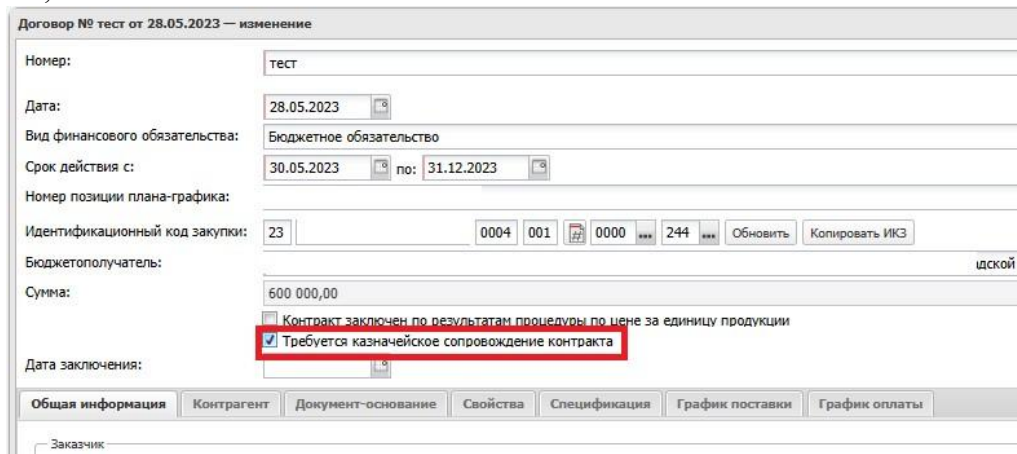 Договор № тест от 28.05.2023 — изменение
Номер: тест
Дата: 28.05.2023
Вид финансового обязательства: Бюджетное обязательство
Срок действия с: 30.05.2023 по: 31.12.2023
Номер позиции плана-графика:
Идентификационный код закупки: 23 0004 001 0000 ... 244 ... Обновить Копировать ИКЗ
Бюджетополучатель: дской
Сумма: 600 000,00
Контракт заключен по результатам процедуры по цене за единицу продукции
Требуется казначейское сопровождение контракта
Дата заключения:
Общая информация Контрагент Документ-основание Свойства Спецификация График поставки График оплаты
Заказчик